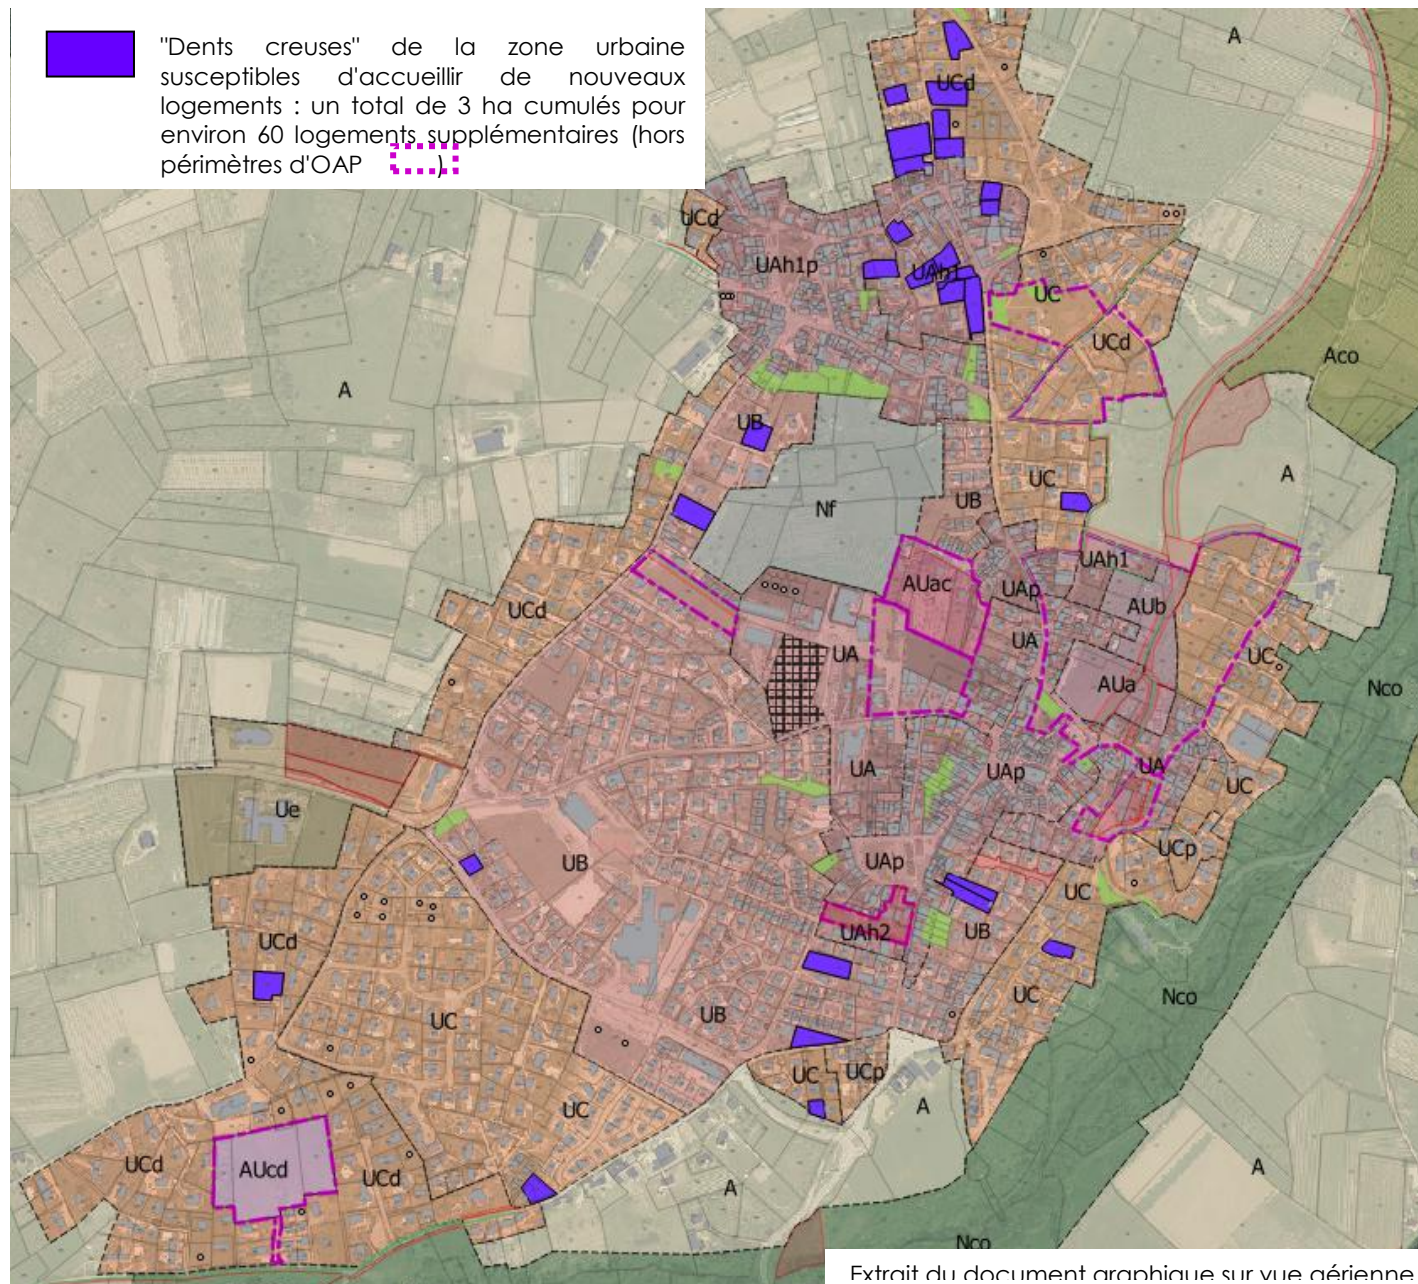 "Dents creuses" de la zone urbaine
susceptibles d'accueillir de nouveaux
logements : un total de 3 ha cumulés pour
environ 60 logements supplémentaires (hors
périmètres d'OAP )
A
UCd
UCd
UAh1p
UAh1
UC
UCd
Aco
A
UB
A
UC
UB
Nf
UAh1
AUac
UAp
AUb
UCd
UA
UA
UC
AUa
Nco
UA
UAp
UA
UC
Ue
UB
UAp
UCp
UC
UCd
UAh2
UB
UC
Nco
UC
UB
UC
UCp
A
UC
UCd
AUcd
UCd
A
A
Nco
Extrait du document graphique sur vue aérienne